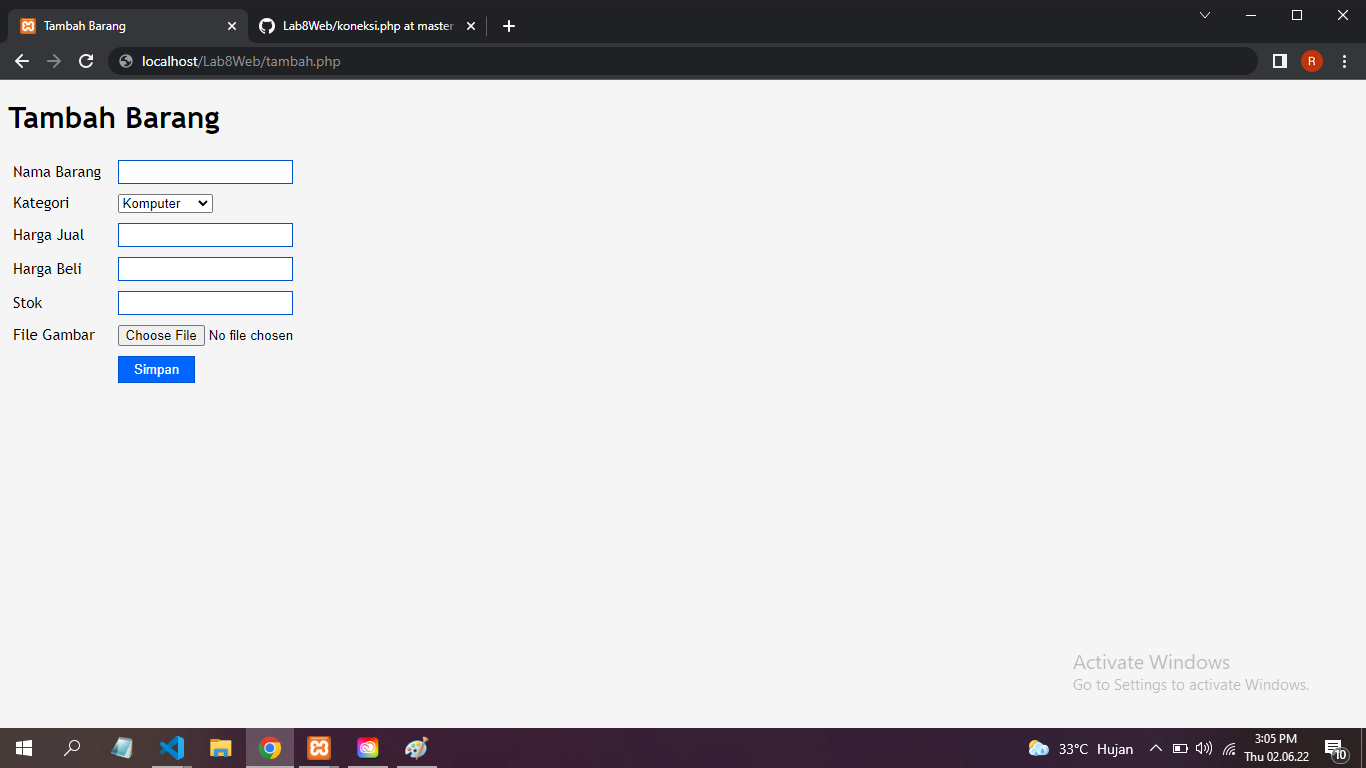 Tambah Barang
Lab8Web/koneksi.php at master
localhost/Lab8Web/tambah.php
R
Tambah Barang
Nama Barang
Kategori Komputer
Harga Jual
Harga Beli
Stok
File Gambar Choose File No file chosen
Simpan
Activate Windows
Go to Settings to activate Windows.
33°C Hujan
3:05 PM
Thu 02.06.22
10